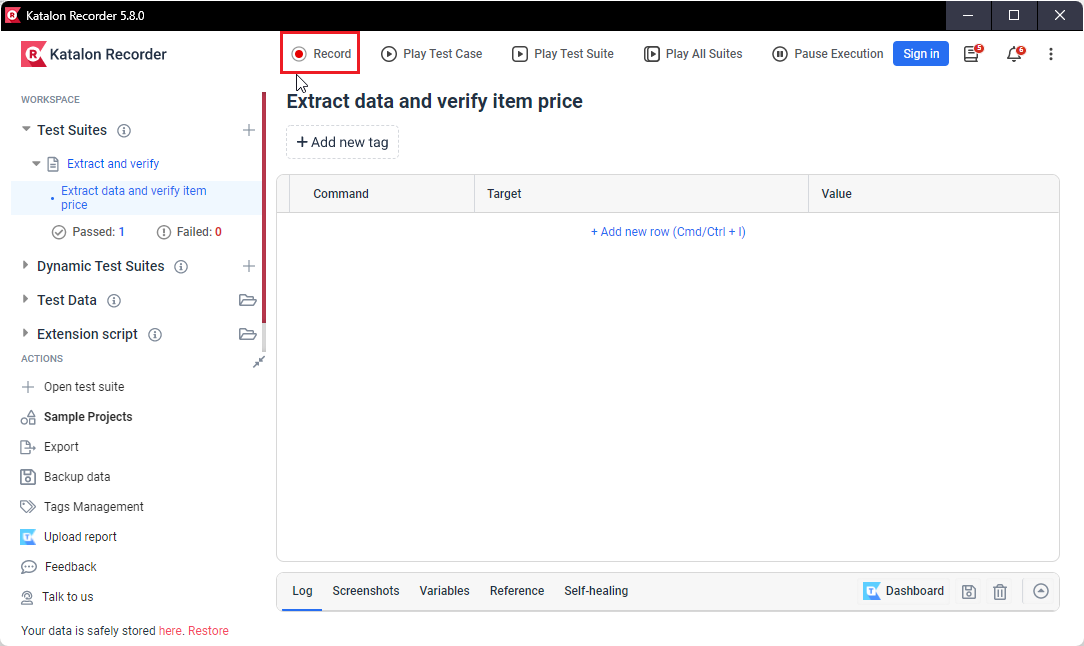 Katalon Recorder 5.8.0
Katalon Recorder
Record
Play Test Case
Play Test Suite
Play All Suites
Pause Execution
Sign in
5
6
WORKSPACE
Test Suites
Extract and verify
Extract data and verify item
price
Passed: 1
Failed: 0
Dynamic Test Suites
Test Data
Extension script
ACTIONS
Open test suite
Sample Projects
Export
Backup data
Tags Management
Upload report
Feedback
Talk to us
Your data is safely stored here. Restore
Extract data and verify item price
+ Add new tag
Command
Target
Value
+ Add new row (Cmd/Ctrl + I)
Log
Screenshots
Variables
Reference
Self-healing
Dashboard